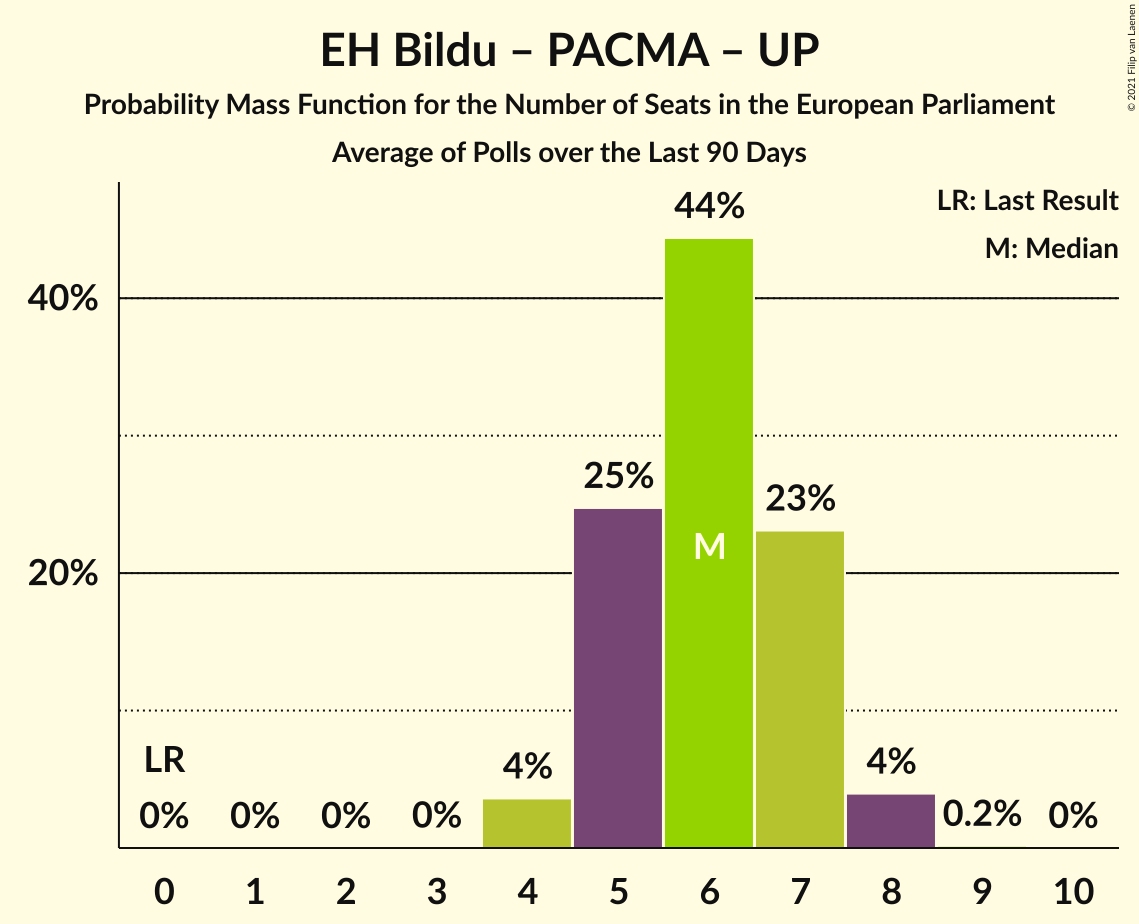 EH Bildu – PACMA – UP
Probability Mass Function for the Number of Seats in the European Parliament
Average of Polls over the Last 90 Days
© 2021 Filip van Laenen
LR: Last Result
M: Median
40%
20%
LR
0%
0%
0%
0%
4%
25%
44%
M
23%
4%
0.2%
0%
0 1 2 3 4 5 6 7 8 9 10